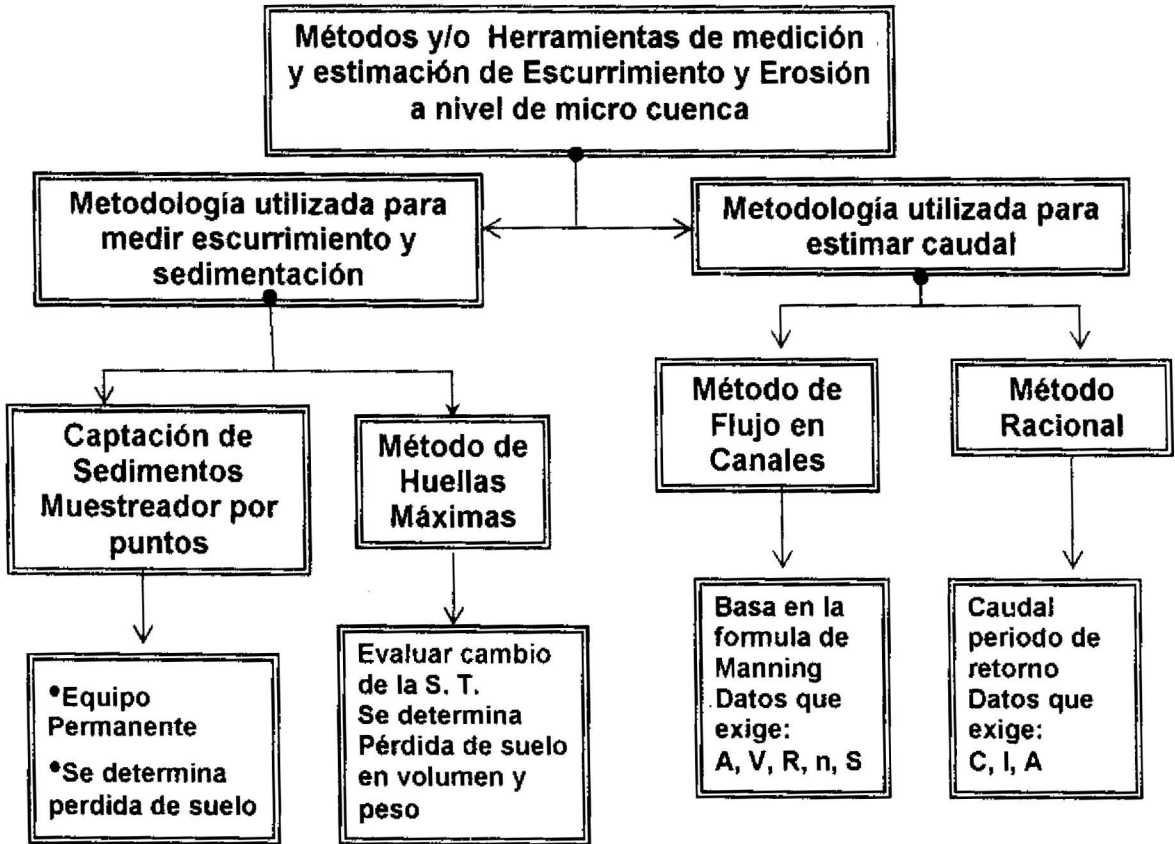 Métodos y/o Herramientas de medición
y estimación de Escurrimiento y Erosión
a nivel de micro cuenca
Metodología utilizada para
medir escurrimiento y
sedimentación
Metodología utilizada para
estimar caudal
Captación de
Sedimentos
Muestreador por
puntos
Método de
Huellas
Máximas
Método de
Flujo en
Canales
Método
Racional
•Equipo
Permanente
•Se determina
perdida de suelo
Evaluar cambio
de la S. T.
Se determina
Pérdida de suelo
en volumen y
peso
Basa en la
formula de
Manning
Datos que
exige:
A, V, R, n, S
Caudal
periodo de
retorno
Datos que
exige:
C, I, A